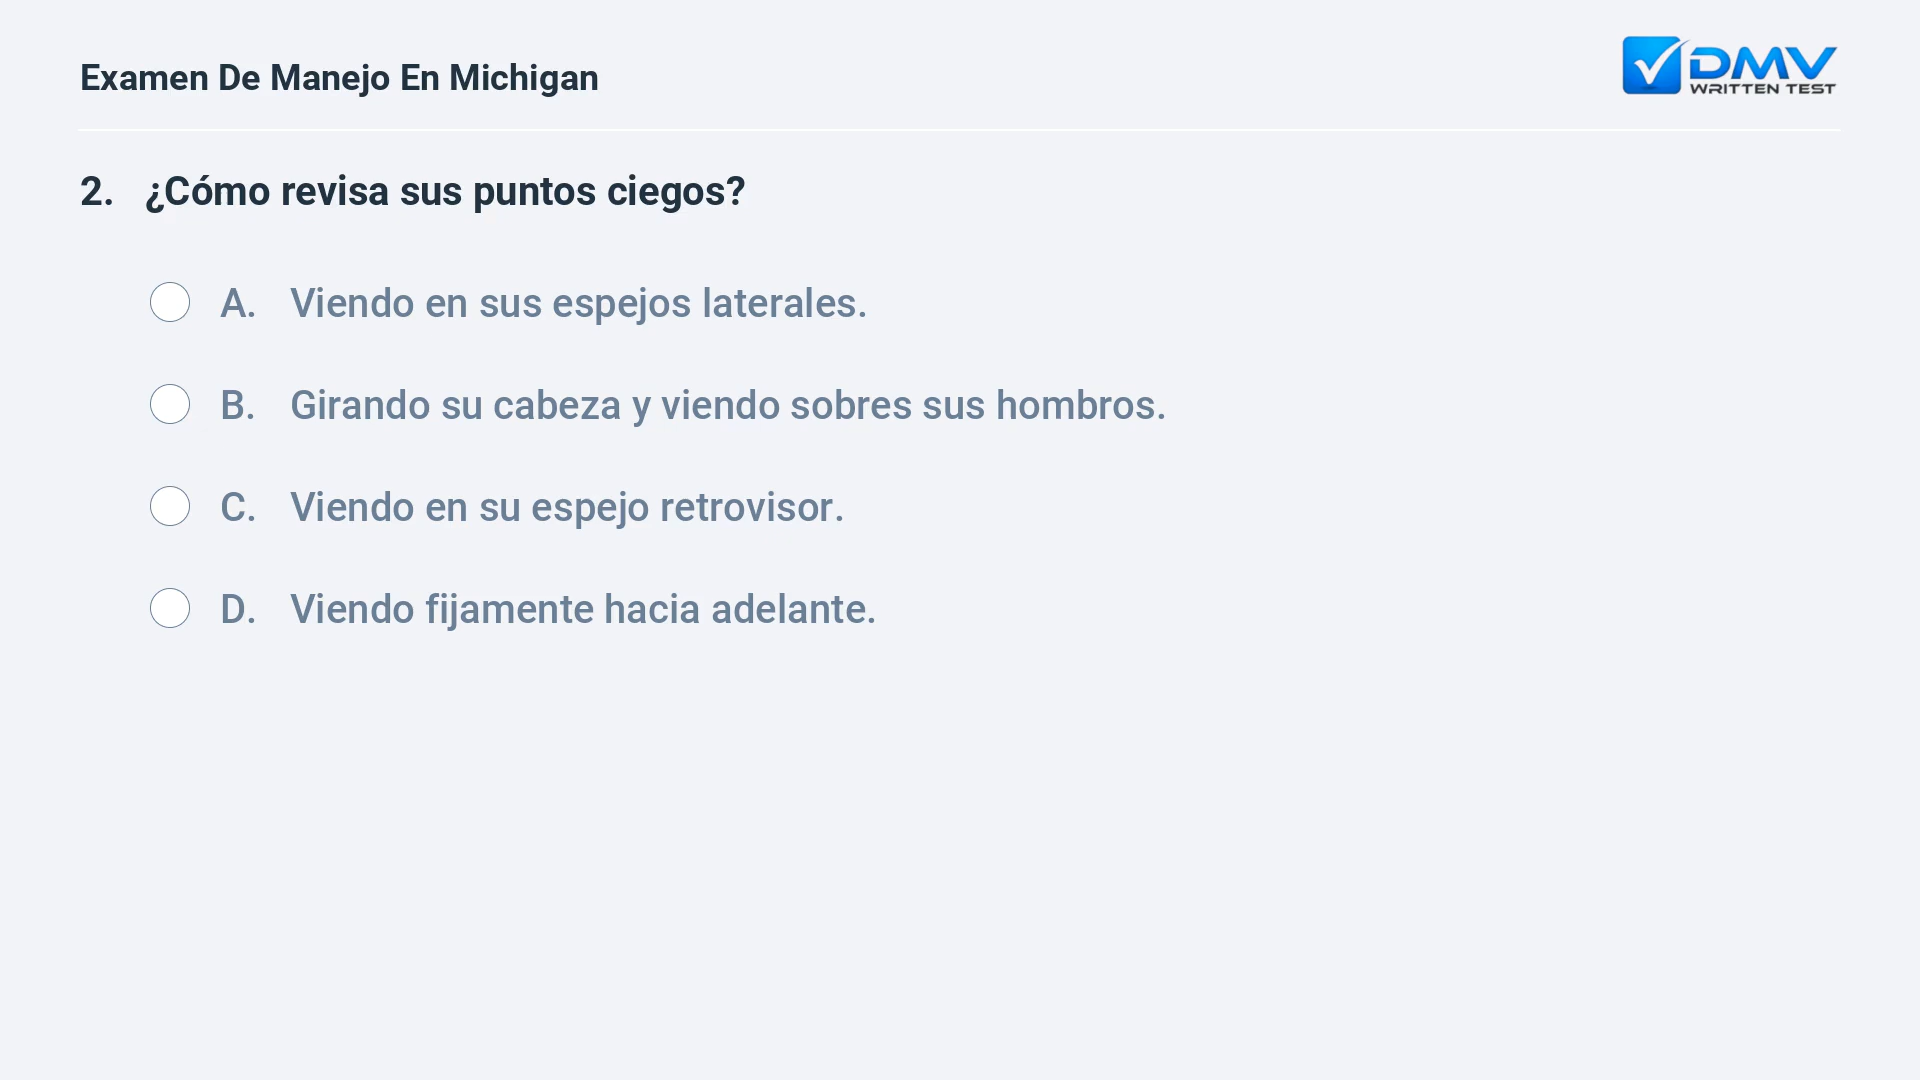 Examen De Manejo En Michigan
DMV
WRITTEN TEST
2. ¿Cómo revisa sus puntos ciegos?
A. Viendo en sus espejos laterales.
B. Girando su cabeza y viendo sobres sus hombros.
C. Viendo en su espejo retrovisor.
D. Viendo fijamente hacia adelante.